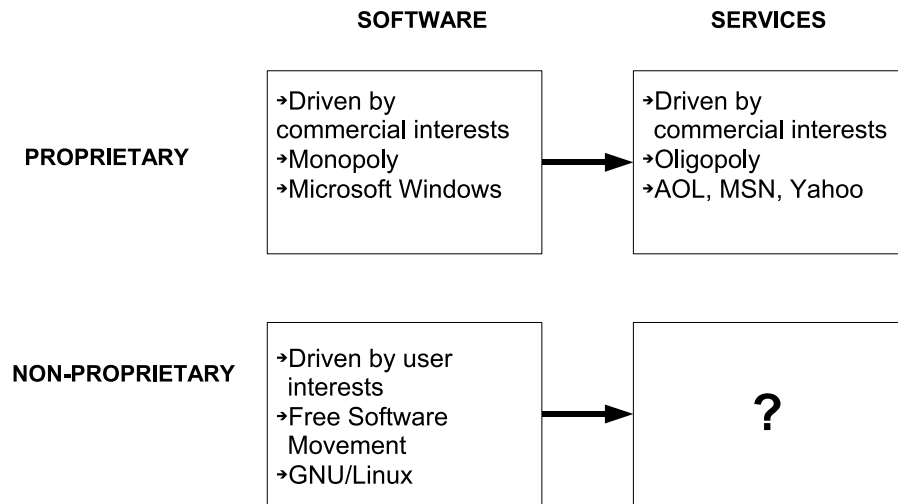 SOFTWARE
SERVICES
PROPRIETARY
➔Driven by
commercial interests
➔Monopoly
➔Microsoft Windows
➔Driven by
commercial interests
➔Oligopoly
➔AOL, MSN, Yahoo
NON-PROPRIETARY
➔Driven by user
interests
➔Free Software
Movement
➔GNU/Linux
?